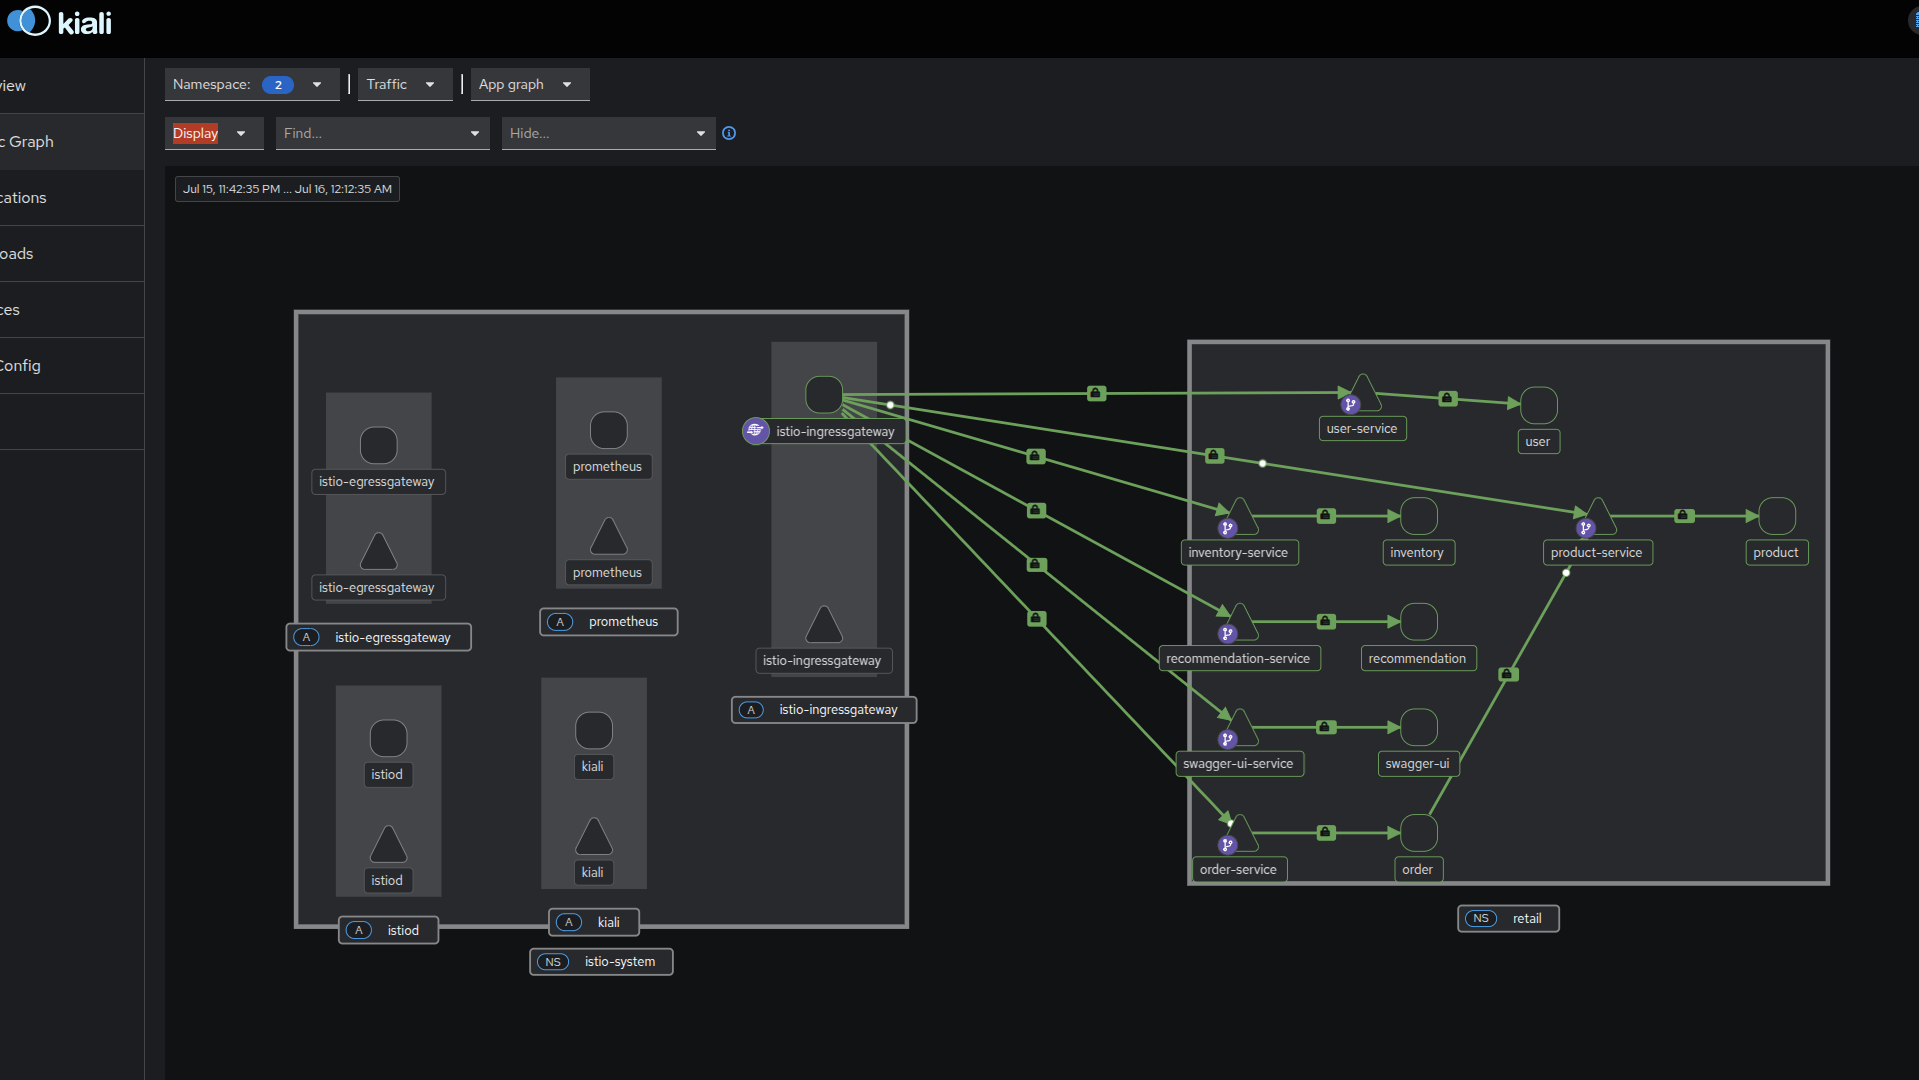 kiali
view
c Graph
cations
oads
ces
Config
Namespace: 2
Traffic
App graph
Display
Find...
Hide...
Jul 15, 11:42:35 PM ... Jul 16, 12:12:35 AM
istio-egressgateway
istio-egressgateway
A istio-egressgateway
prometheus
prometheus
A prometheus
istio-ingressgateway
istio-ingressgateway
A istio-ingressgateway
istiod
istiod
A istiod
kiali
kiali
A kiali
NS istio-system
user-service
user
inventory-service
inventory
product-service
product
recommendation-service
recommendation
swagger-ui-service
swagger-ui
order-service
order
NS retail